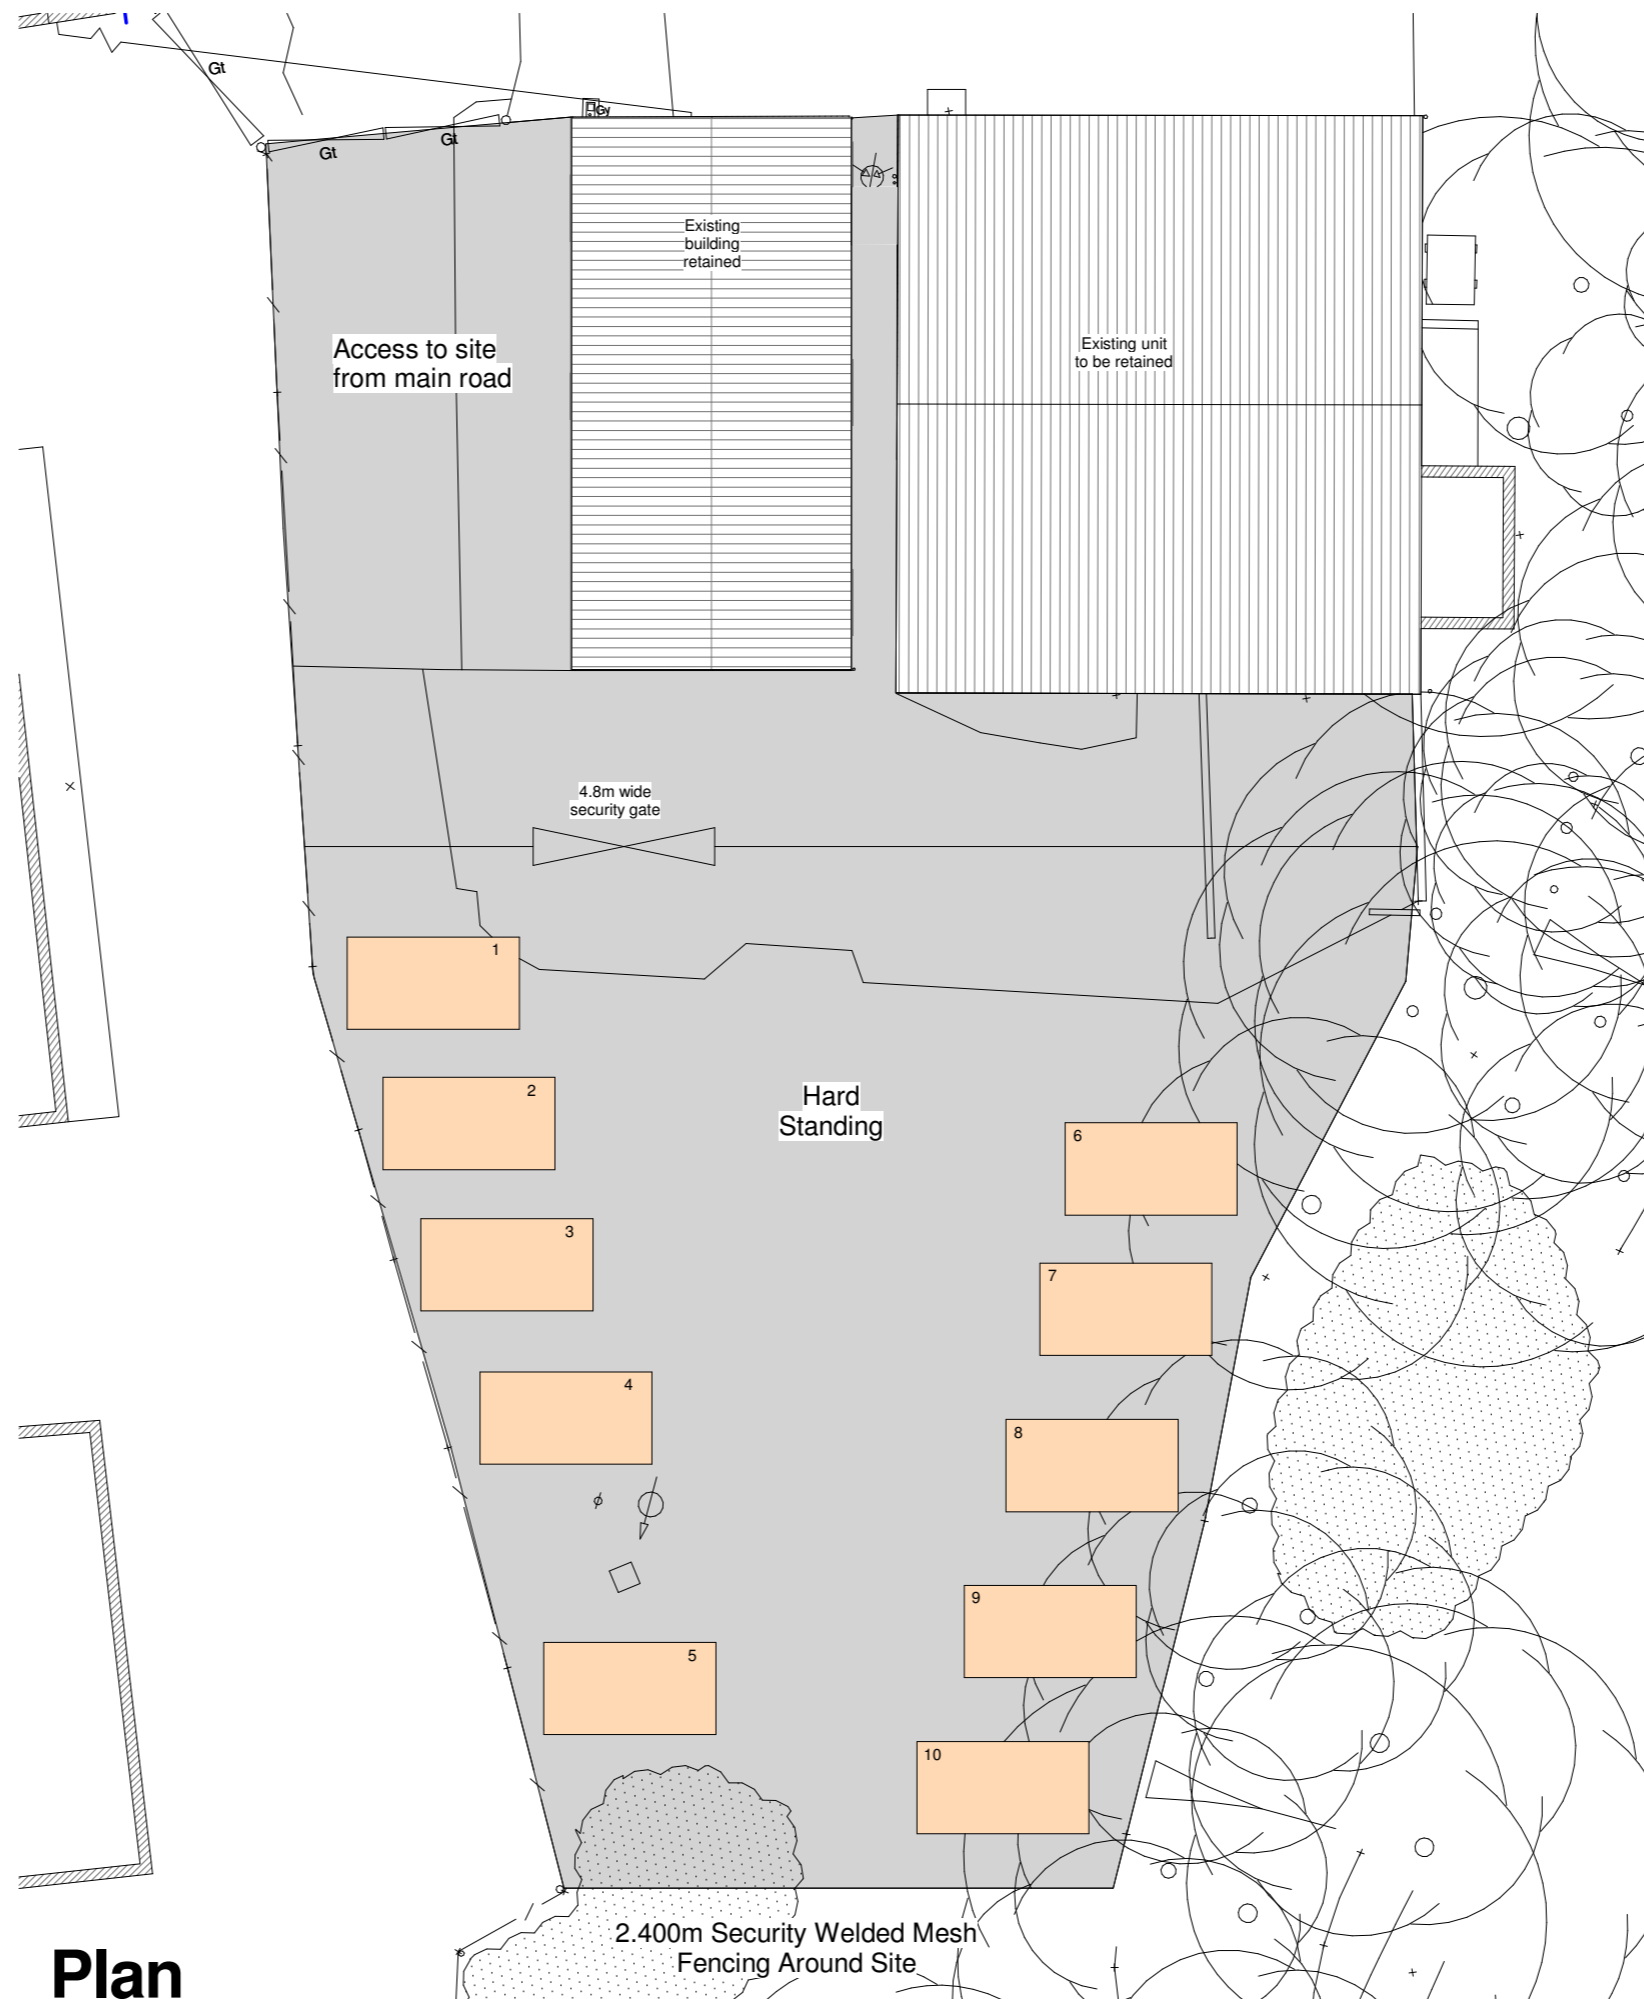 Gt
Gy
Gt
Gt
Existing
building
retained
Access to site
from main road
Existing unit
to be retained
4.8m wide
security gate
1
2
Hard
Standing
6
3
7
4
8
9
5
10
2.400m Security Welded Mesh
Fencing Around Site
Plan